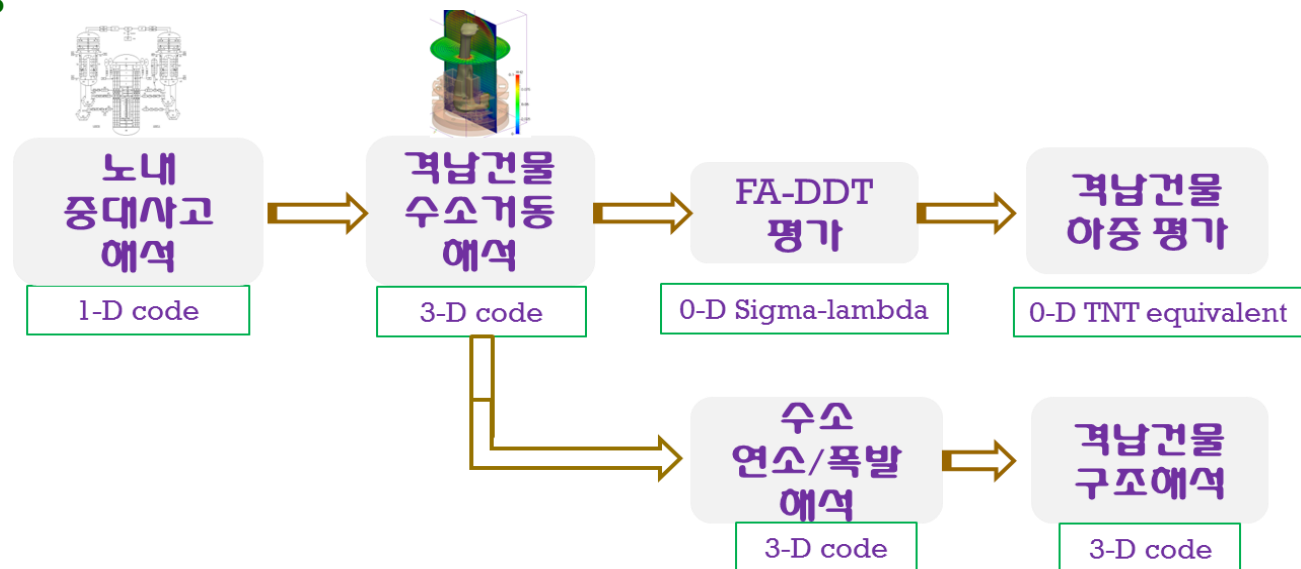 노내
중대사고
해석
1-D code
격납건물
수소거동
해석
3-D code
FA-DDT
평가
0-D Sigma-lambda
격납건물
하중 평가
0-D TNT equivalent
수소
연소/폭발
해석
3-D code
격납건물
구조해석
3-D code